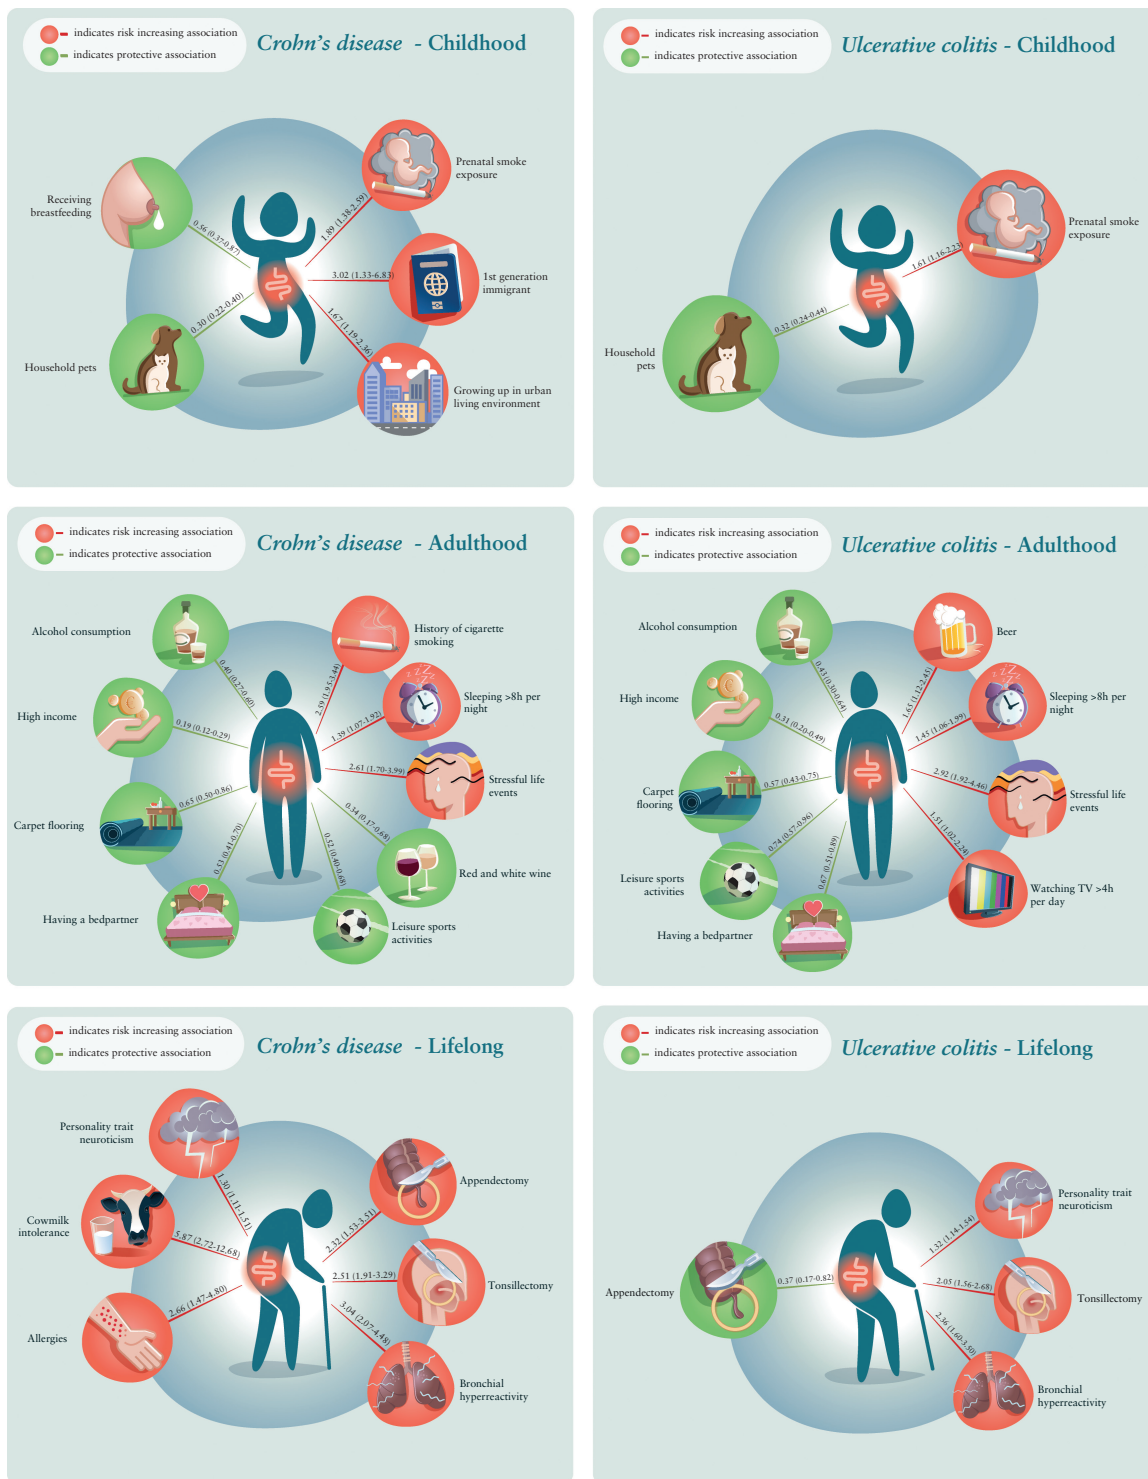 indicates risk increasing association
indicates protective association
Crohn's disease - Childhood
Receiving
breastfeeding
0.56 (0.37-0.87)
Household pets
0.30 (0.22-0.40)
1.89 (1.38-2.59)
Prenatal smoke
exposure
3.02 (1.33-6.83)
1st generation
immigrant
1.67 (1.19-2.36)
Growing up in urban
living environment
indicates risk increasing association
indicates protective association
Ulcerative colitis - Childhood
1.61 (1.16-2.23)
Prenatal smoke
exposure
0.32 (0.24-0.44)
Household
pets
indicates risk increasing association
indicates protective association
Crohn's disease - Adulthood
Alcohol consumption
0.40 (0.27-0.60)
High income
0.19 (0.12-0.29)
Carpet flooring
0.65 (0.50-0.86)
Having a bedpartner
0.53 (0.41-0.70)
2.59 (1.95-3.44)
History of cigarette
smoking
1.39 (1.07-1.92)
Sleeping >8h per
night
2.61 (1.70-3.99)
Stressful life
events
0.34 (0.17-0.68)
Red and white wine
0.52 (0.40-0.68)
Leisure sports
activities
indicates risk increasing association
indicates protective association
Ulcerative colitis - Adulthood
Alcohol consumption
0.43 (0.30-0.64)
High income
0.31 (0.20-0.49)
Carpet
flooring
0.57 (0.43-0.75)
Leisure sports
activities
0.74 (0.57-0.96)
Having a bedpartner
0.67 (0.51-0.89)
1.65 (1.12-2.45)
Beer
1.45 (1.06-1.99)
Sleeping >8h per
night
2.92 (1.92-4.46)
Stressful life
events
1.51 (1.02-2.24)
Watching TV >4h
per day
indicates risk increasing association
indicates protective association
Crohn's disease - Lifelong
Personality trait
neuroticism
1.30 (1.11-1.51)
Cowmilk
intolerance
5.87 (2.72-12.68)
Allergies
2.66 (1.47-4.80)
2.32 (1.53-3.51)
Appendectomy
2.51 (1.91-3.29)
Tonsillectomy
3.04 (2.07-4.48)
Bronchial
hyperreactivity
indicates risk increasing association
indicates protective association
Ulcerative colitis - Lifelong
Appendectomy
0.37 (0.17-0.82)
1.32 (1.14-1.54)
Personality trait
neuroticism
2.05 (1.56-2.68)
Tonsillectomy
2.36 (1.60-3.50)
Bronchial
hyperreactivity